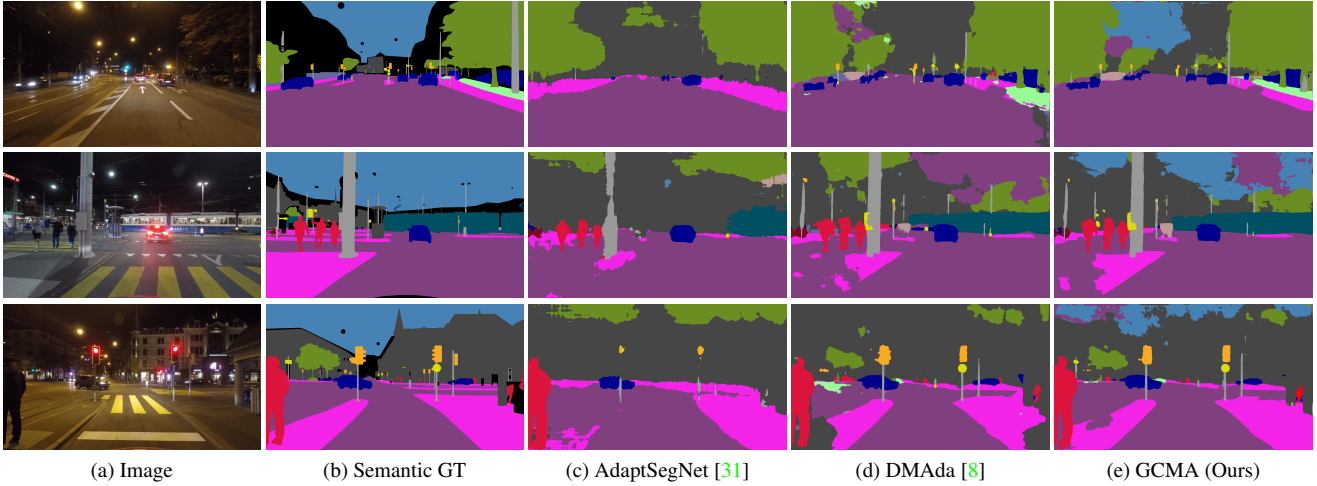 (a) Image
(b) Semantic GT
(c) AdaptSegNet [31]
(d) DMAda [8]
(e) GCMA (Ours)